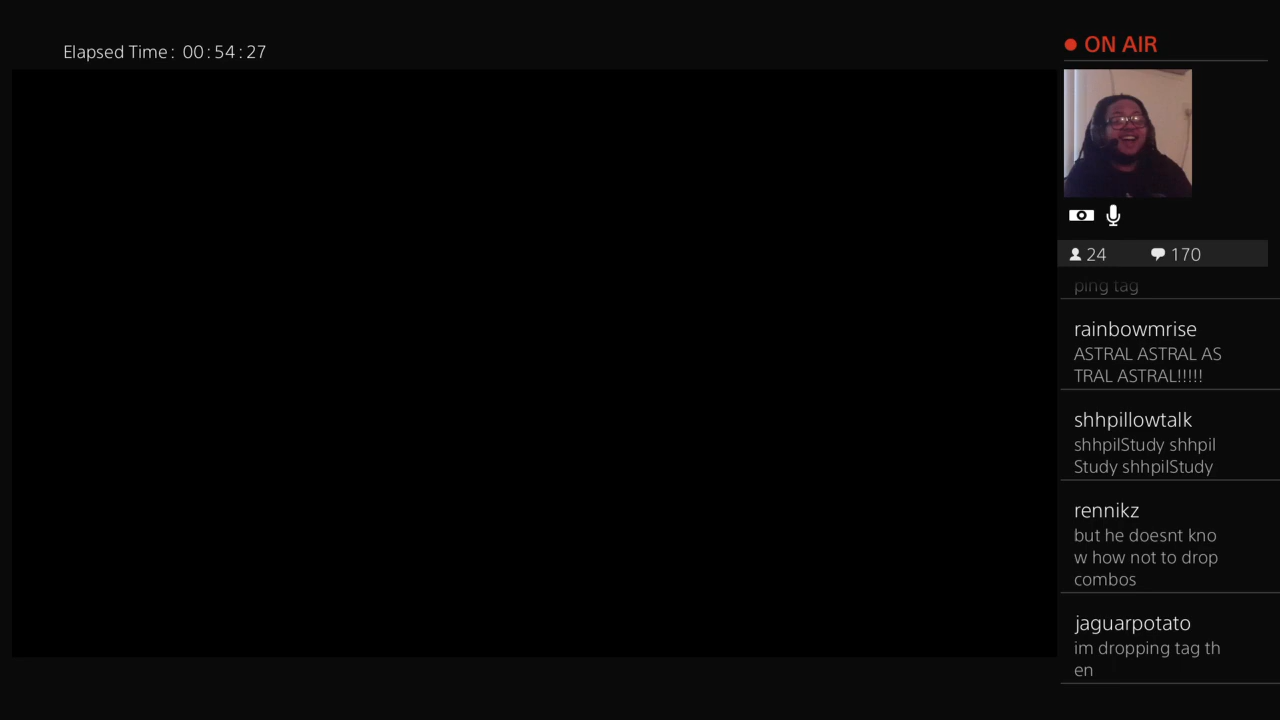 Elapsed Time: 00:54:27
ON AIR
24 170
ping tag
rainbowmrise
ASTRAL ASTRAL AS
TRAL ASTRAL!!!!!
shhpillowtalk
shhpilStudy shhpil
Study shhpilStudy
rennikz
but he doesnt kno
w how not to drop
combos
jaguarpotato
im dropping tag th
en